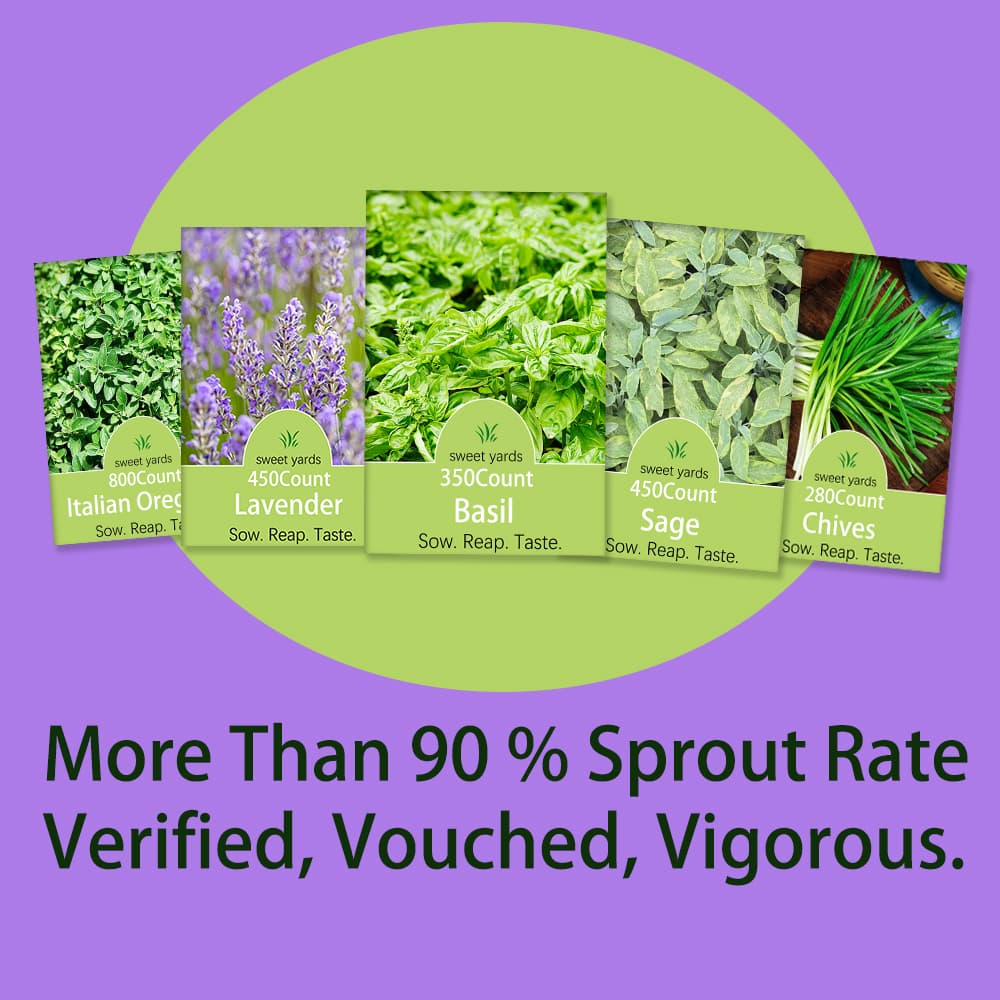 sweet yards
800Count
Italian Oreg
Sow. Reap. Ta
sweet yards
450Count
Lavender
Sow. Reap. Taste.
sweet yards
350Count
Basil
Sow. Reap. Taste.
sweet yards
450Count
Sage
Sow. Reap. Taste.
sweet yards
280Count
Chives
Sow. Reap. Taste.
More Than 90 % Sprout Rate
Verified, Vouched, Vigorous.